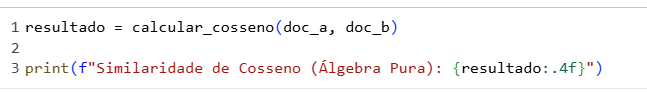 1 resultado = calcular_cosseno(doc_a, doc_b)
2
3 print(f"Similaridade de Cosseno (Álgebra Pura): {resultado:.4f}")